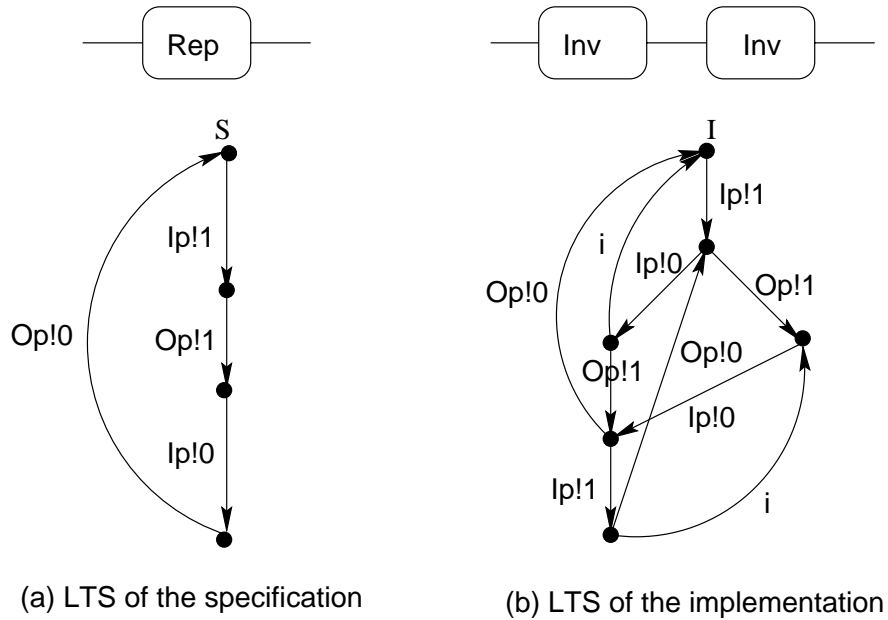 Rep
Inv
Inv
S
Ip!1
Op!1
Op!0
Ip!0
I
Ip!1
i
Ip!0
Op!0
Op!1
Op!1
Op!0
Ip!0
Ip!1
i
(a) LTS of the specification
(b) LTS of the implementation